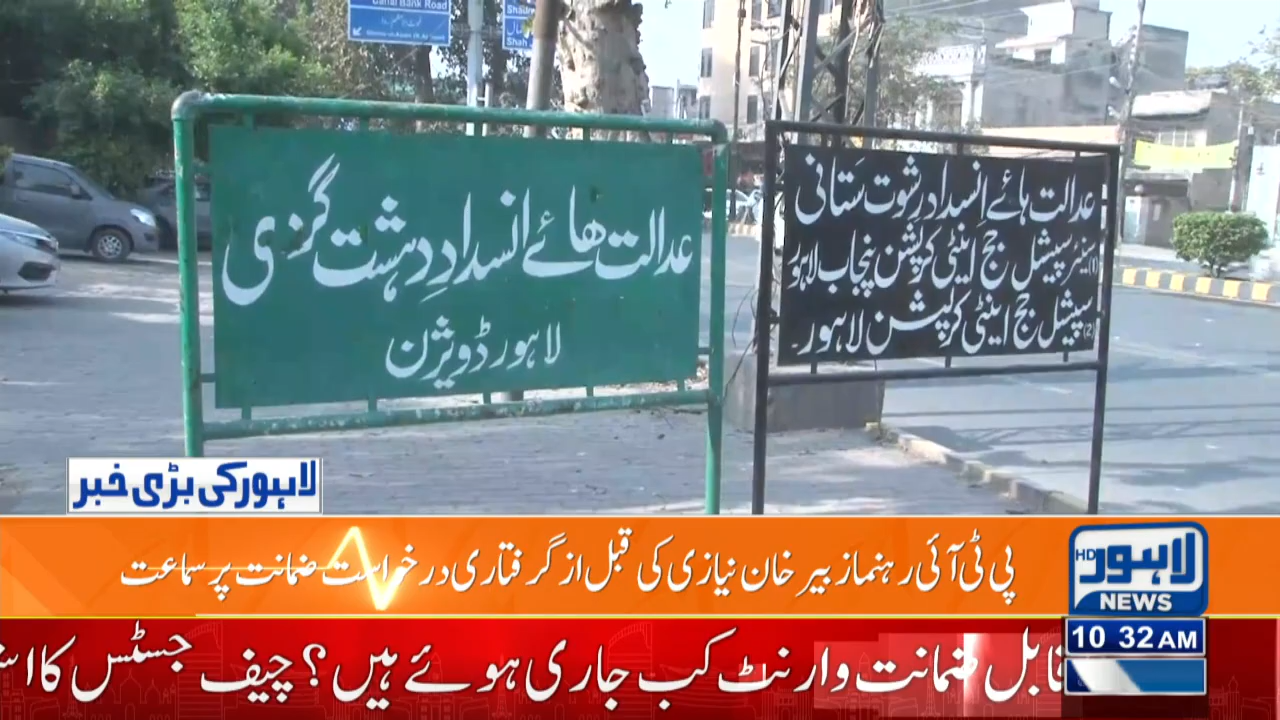 Canal Bank Road
عدالت ھائے انسدادِ دہشت گردی
لاہور ڈویژن
عدالت ہائے انسداد رشوت ستانی
(۱) سینئر سپیشل جج اینٹی کرپشن پنجاب لاہور
(2) سپیشل جج اینٹی کرپشن لاہور۔
لاہور کی بڑی خبر
پی ٹی آئی رہنما زبیر خان نیازی کی قبل از گرفتاری درخواست ضمانت پر سماعت
لاہور HD
NEWS
10 32 AM
قابل ضمانت وارنٹ کب جاری ہوئے ہیں؟ چیف جسٹس کا